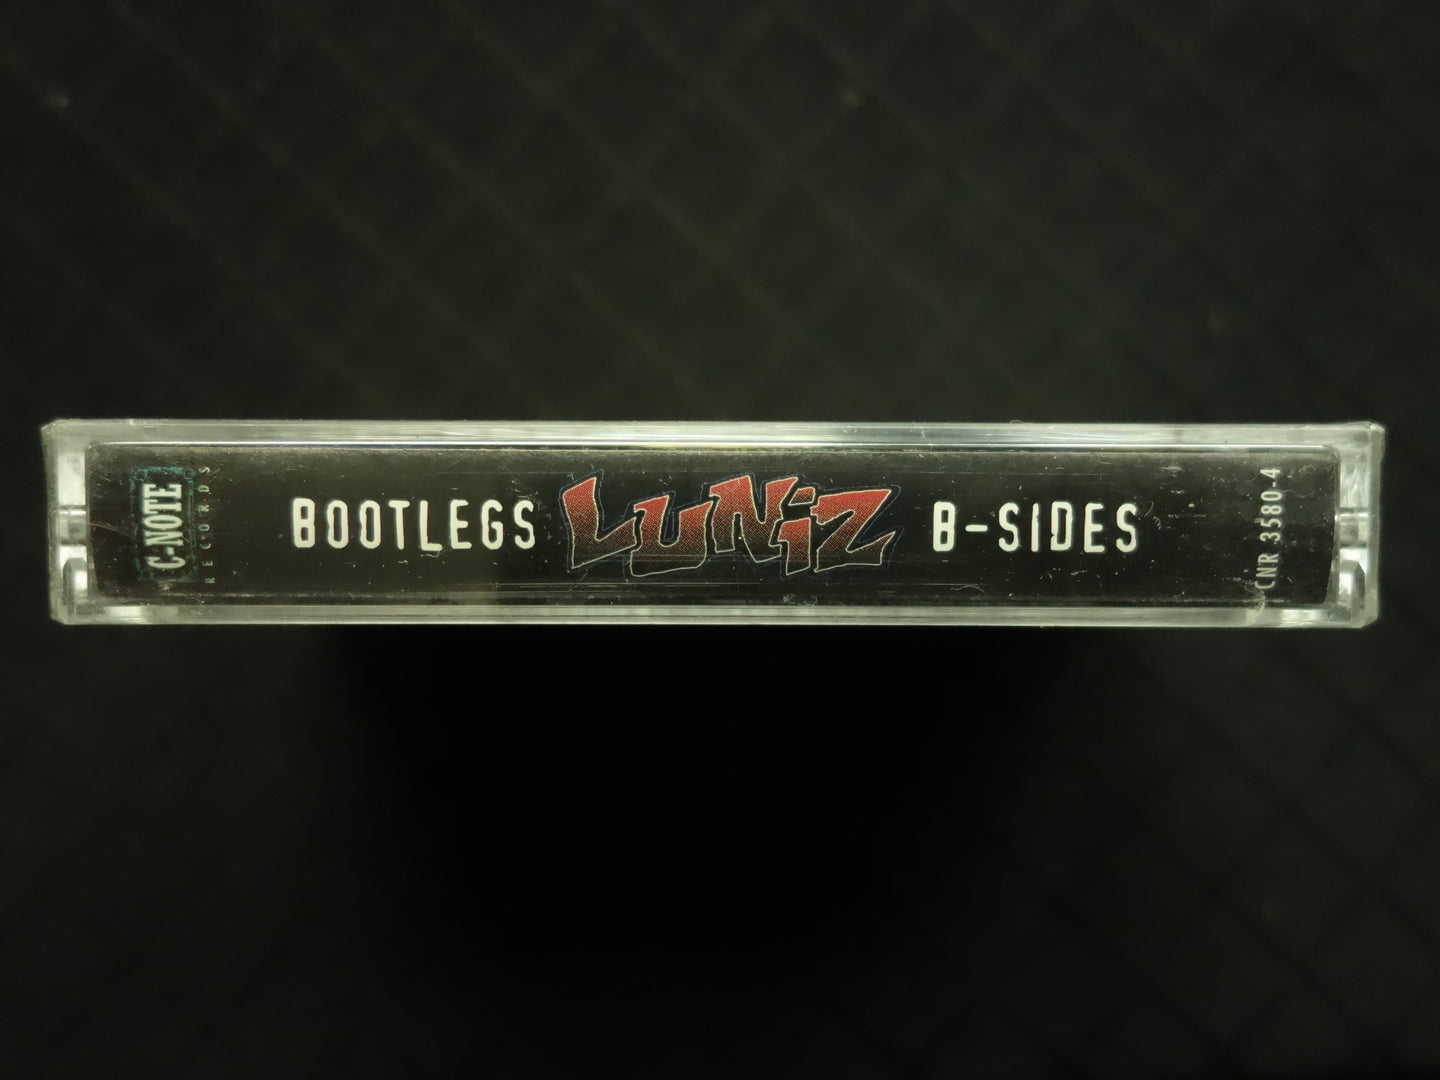 C-NOTE
RECORDS
BOOTLEGS LUNiZ B-SIDES
CNR 3580-4